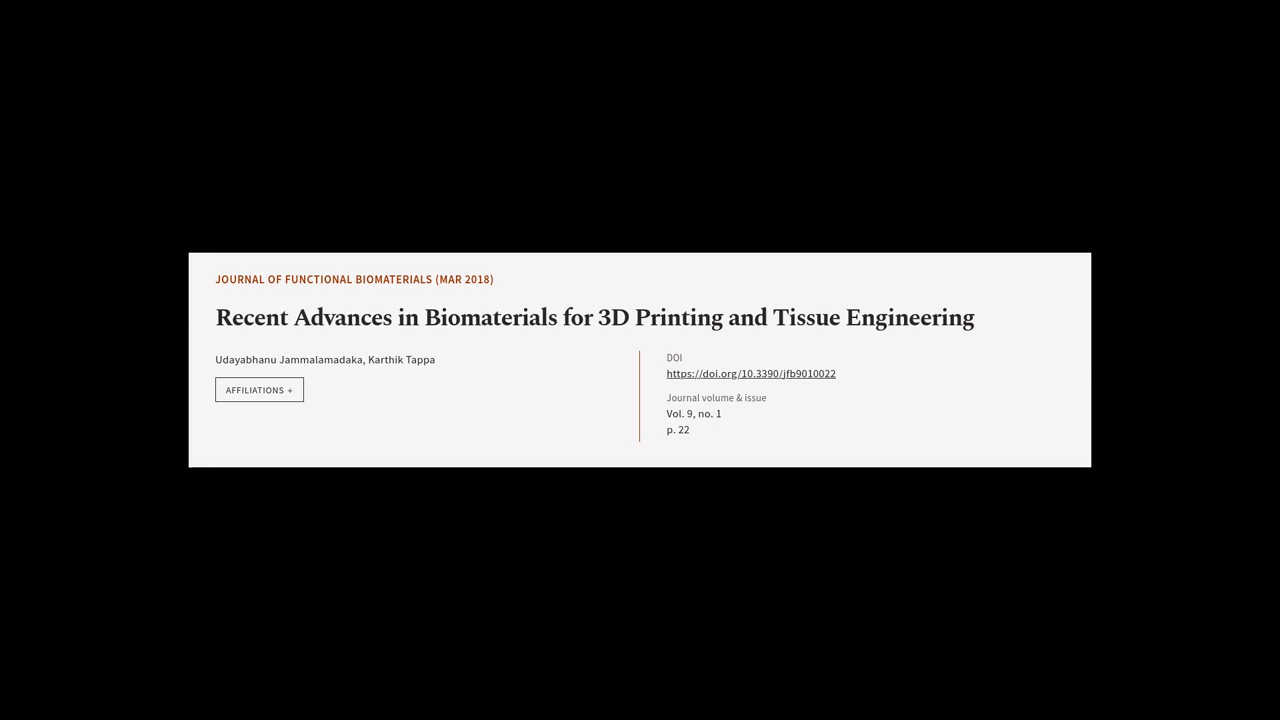 JOURNAL OF FUNCTIONAL BIOMATERIALS (MAR 2018)
Recent Advances in Biomaterials for 3D Printing and Tissue Engineering
Udayabhanu Jammalamadaka, Karthik Tappa
AFFILIATIONS +
DOI
https://doi.org/10.3390/jfb9010022
Journal volume & issue
Vol. 9, no. 1
p. 22